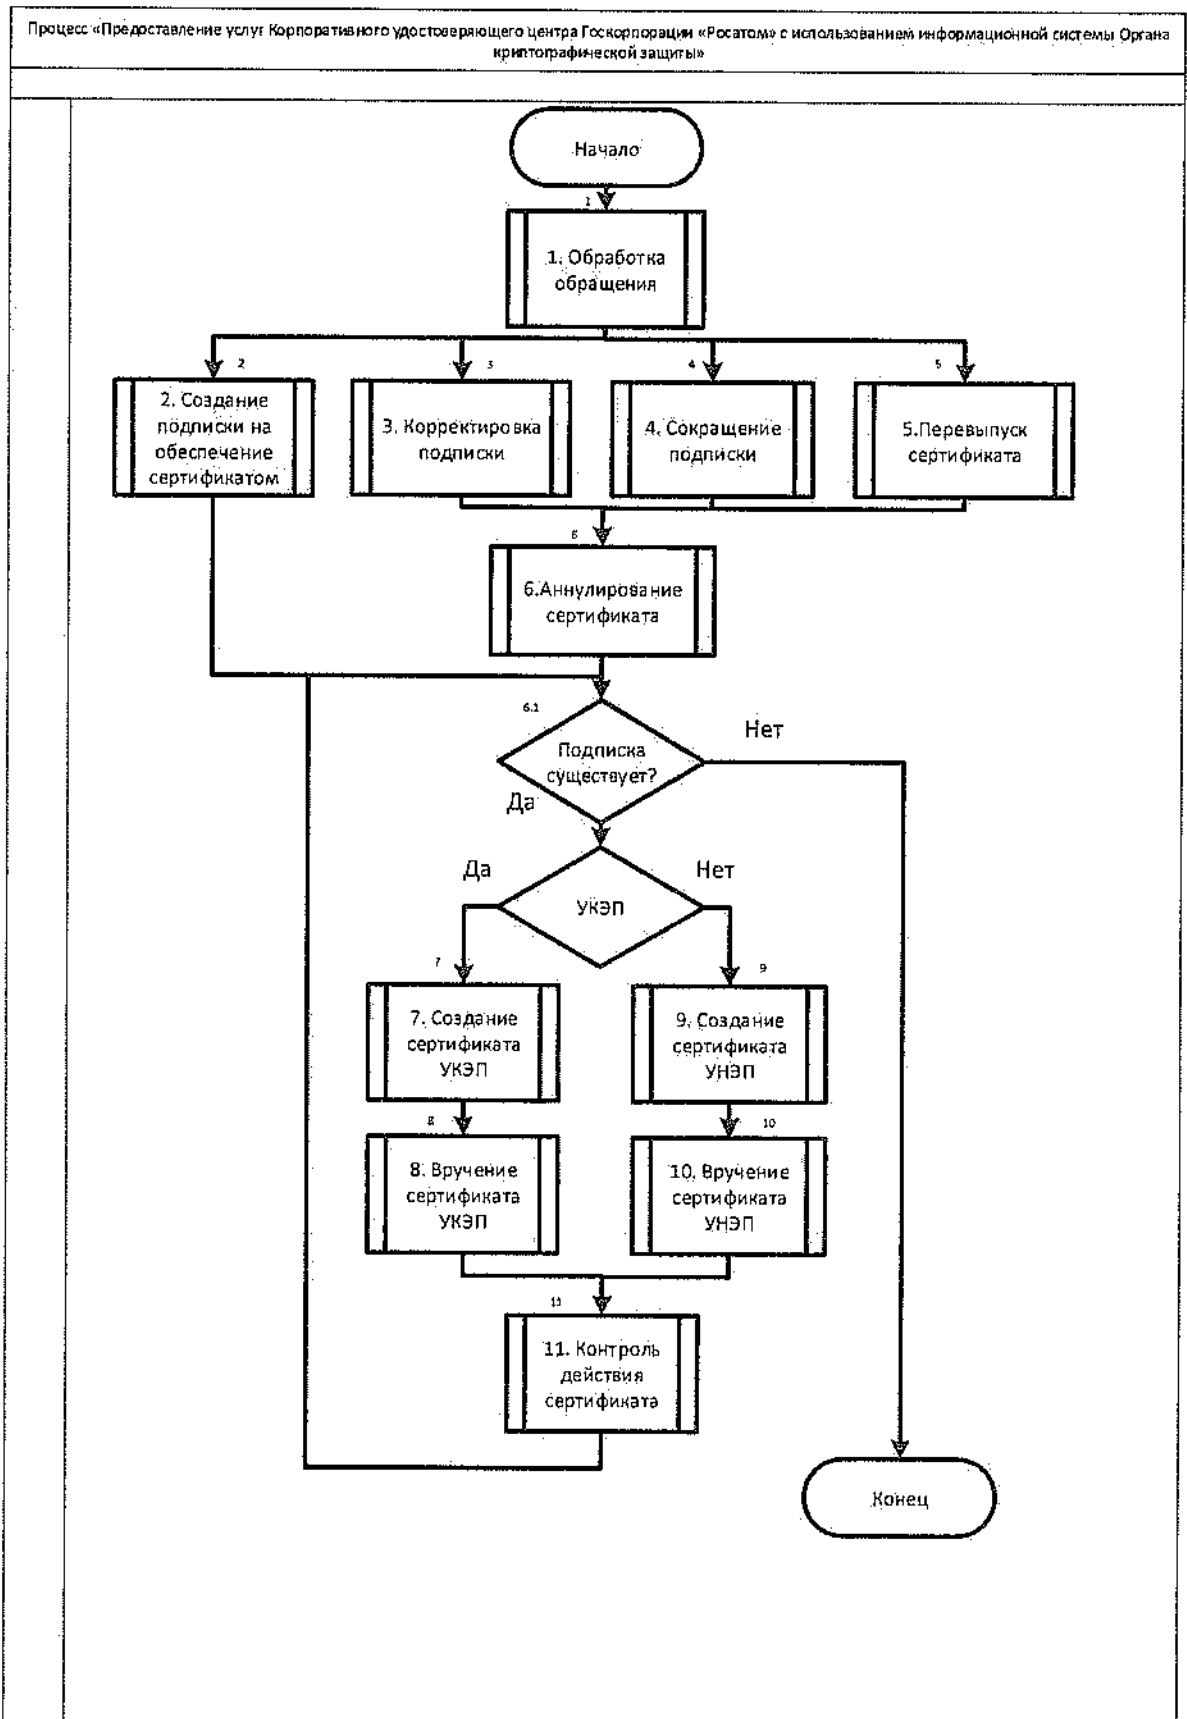 Процесс «Предоставление услуг Корпоративного удостоверяющего центра Госкорпорации «Росатом» с использованием информационной системы Органа
криптографической защиты»
Начало
1
1. Обработка
обращения
2
3
4
5
2. Создание
подписки на
обеспечение
сертификатом
3. Корректировка
подписки
4. Сокращение
подписки
5.Перевыпуск
сертификата
6
6.Аннулирование
сертификата
6.1
Нет
Подписка
существует?
Да
Да
Нет
УКЭП
7
9
7. Создание
сертификата
УКЭП
9. Создание
сертификата
УНЭП
8
10
8. Вручение
сертификата
УКЭП
10. Вручение
сертификата
УНЭП
11
11. Контроль
действия
сертификата
Конец